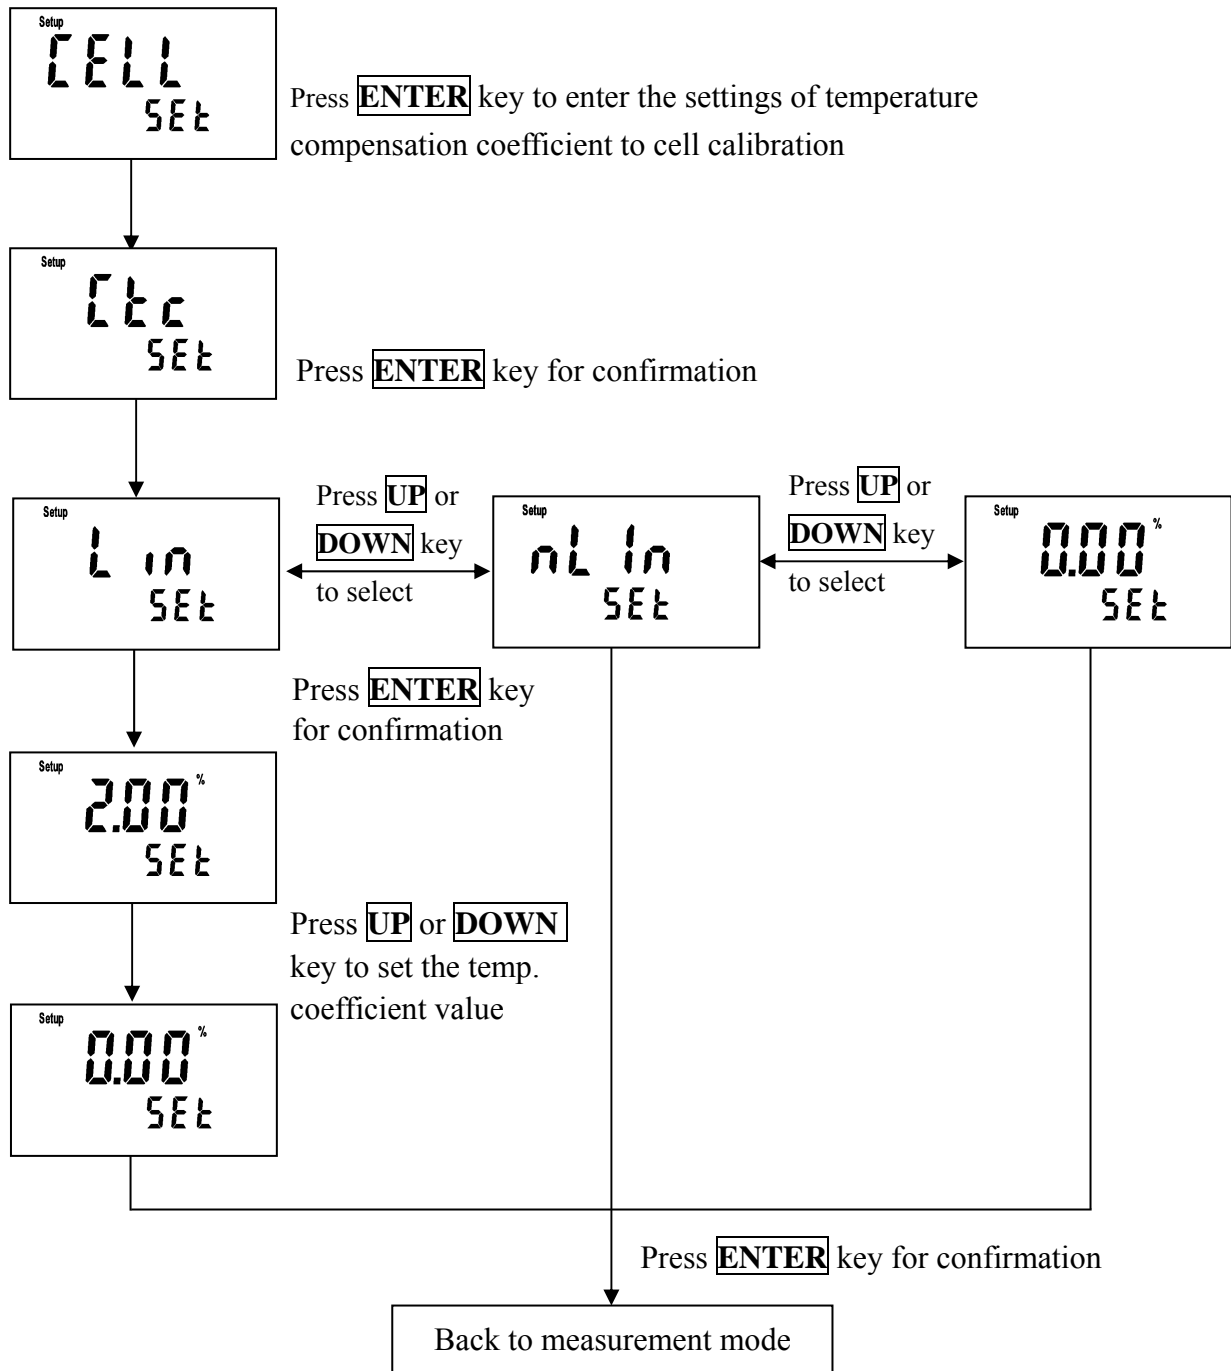 Setup
CELL
SEt
Press ENTER key to enter the settings of temperature
compensation coefficient to cell calibration
Setup
Ctc
SEt
Press ENTER key for confirmation
Setup
Lin
SEt
Press UP or
DOWN key
to select
Setup
nLIn
SEt
Press UP or
DOWN key
to select
Setup
0.00 %
SEt
Press ENTER key
for confirmation
Setup
2.00 %
SEt
Press UP or DOWN
key to set the temp.
coefficient value
Setup
0.00 %
SEt
Press ENTER key for confirmation
Back to measurement mode